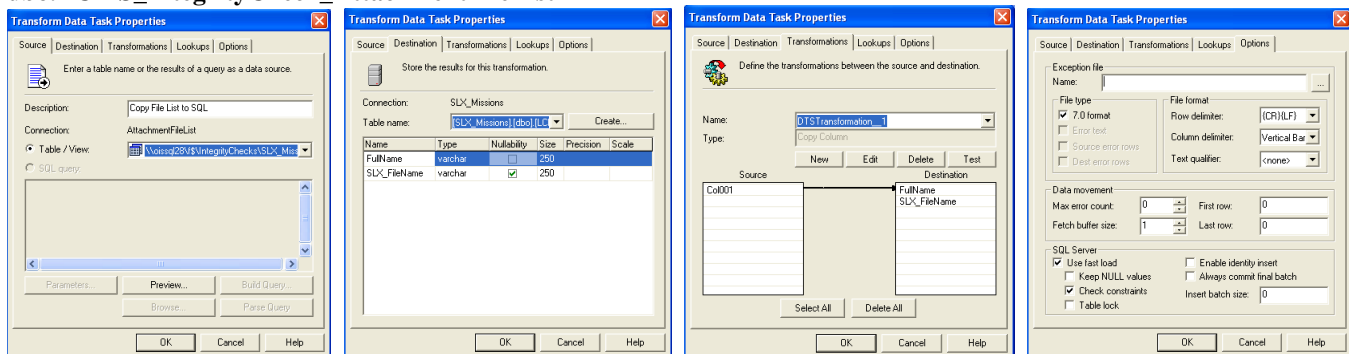 Transform Data Task Properties
Source Destination Transformations Lookups Options
Enter a table name or the results of a query as a data source.
Description: Copy File List to SQL
Connection: AttachmentFileList
Table / View: \\oissql28\f$\IntegrityChecks\SLX_Miss
SQL query:
Parameters... Preview... Build Query...
Browse... Parse Query
OK Cancel Help
Transform Data Task Properties
Source Destination Transformations Lookups Options
Store the results for this transformation.
Connection: SLX_Missions
Table name: [SLX_Missions].[dbo].[LC Create...
Name Type Nullability Size Precision Scale
FullName varchar 250
SLX_FileName varchar 250
OK Cancel Help
Transform Data Task Properties
Source Destination Transformations Lookups Options
Define the transformations between the source and destination.
Name: DTSTransformation__1
Type: Copy Column
New Edit Delete Test
Source Destination
Col001 FullName
SLX_FileName
Select All Delete All
OK Cancel Help
Transform Data Task Properties
Source Destination Transformations Lookups Options
Exception file
Name: ...
File type File format
7.0 format Row delimiter: {CR}{LF}
Error text Column delimiter: Vertical Bar
Source error rows
Dest error rows Text qualifier: <none>
Data movement
Max error count: 0 First row: 0
Fetch buffer size: 1 Last row: 0
SQL Server
Use fast load Enable identity insert
Keep NULL values Always commit final batch
Check constraints Insert batch size: 0
Table lock
OK Cancel Help